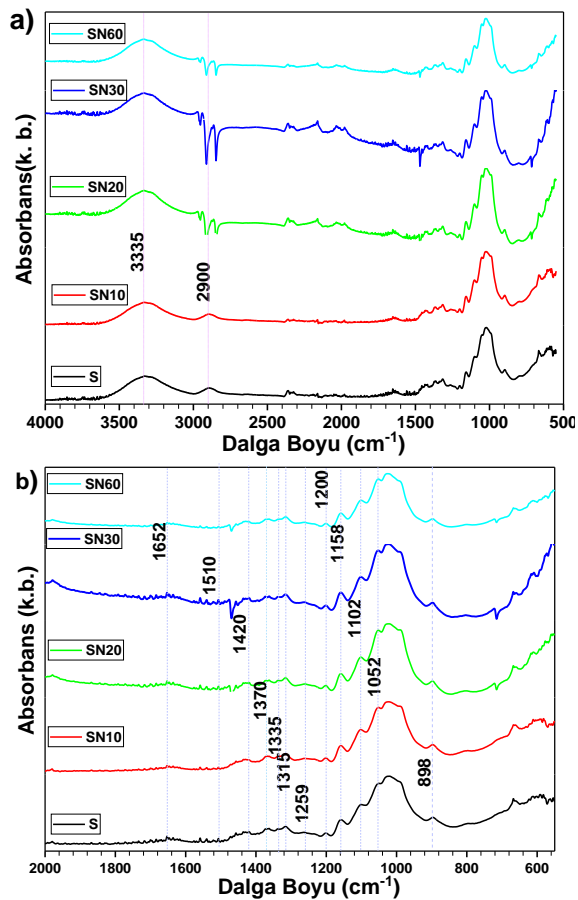 a)
SN60
SN30
SN20
SN10
S
3335
2900
Absorbans(k. b.)
4000 3500 3000 2500 2000 1500 1000 500
Dalga Boyu (cm-1)
b)
SN60
SN30
SN20
SN10
S
1652
1510
1420
1370
1335
1315
1259
1200
1158
1102
1052
898
Absorbans (k.b.)
2000 1800 1600 1400 1200 1000 800 600
Dalga Boyu (cm-1)